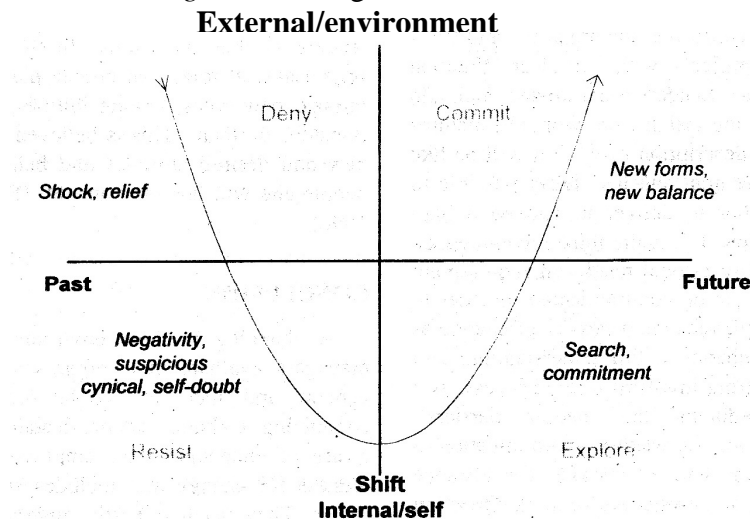 External/environment
Deny
Commit
Shock, relief
New forms,
new balance
Past
Future
Negativity,
suspicious
cynical, self-doubt
Search,
commitment
Resist
Explore
Shift
Internal/self